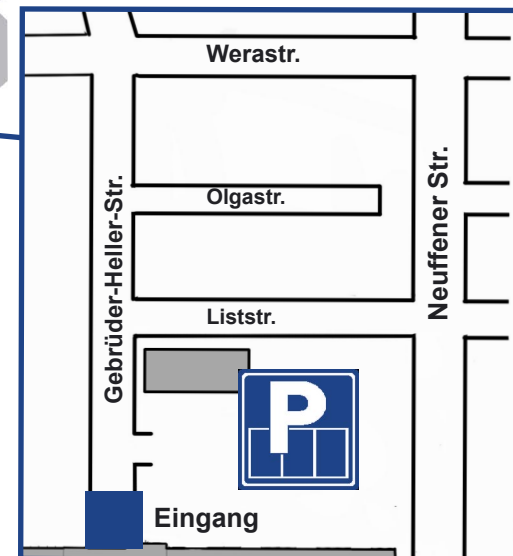 Werastr.
Olgastr.
Gebrüder-Heller-Str.
Neuffener Str.
Liststr.
P
Eingang